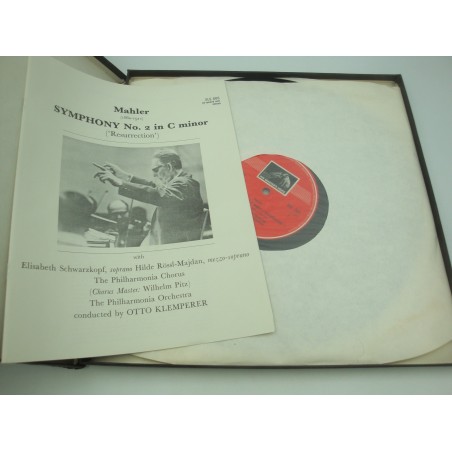 Mahler
SYMPHONY No. 2 in C minor
('Resurrection')
with
Elisabeth Schwarzkopf, soprano Hilde Rössl-Majdan, mezzo-soprano
The Philharmonia Chorus
(Chorus Master: Wilhelm Pitz)
The Philharmonia Orchestra
conducted by OTTO KLEMPERER